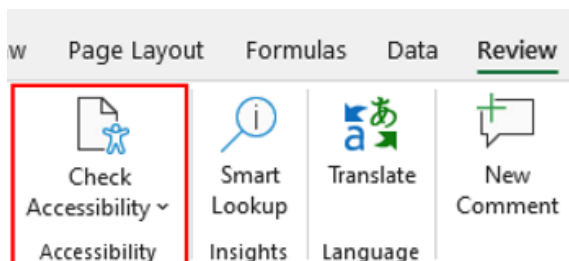 w Page Layout Formulas Data Review
Check Accessibility
Smart Lookup
Translate
New Comment
Accessibility Insights Language